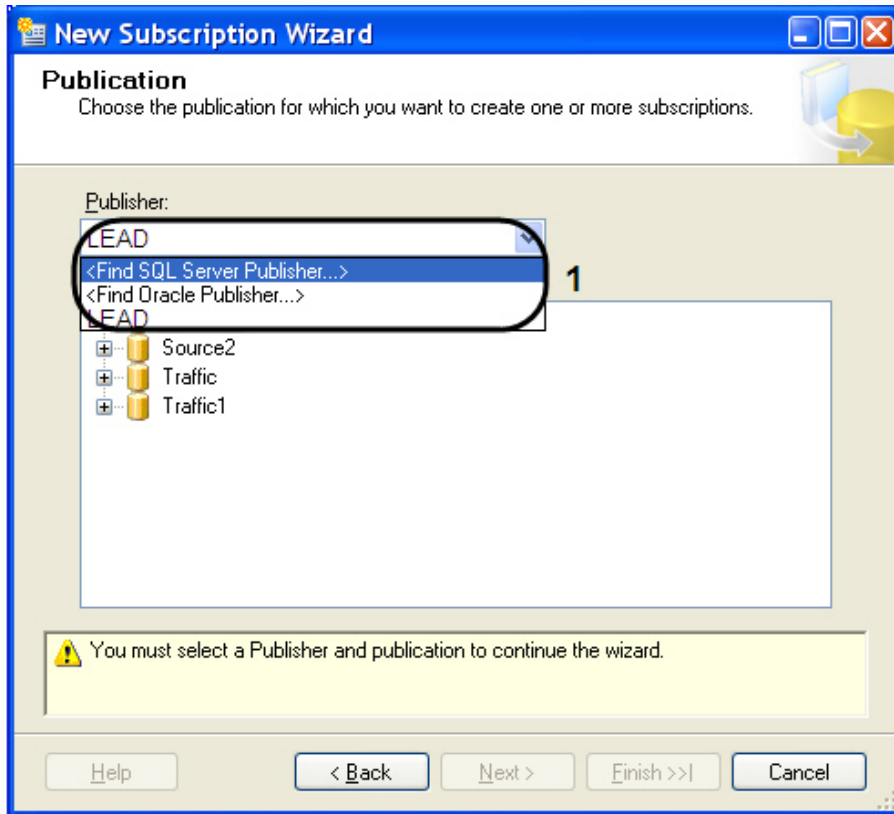 New Subscription Wizard
Publication
Choose the publication for which you want to create one or more subscriptions.
Publisher:
LEAD
<Find SQL Server Publisher...>
<Find Oracle Publisher...>
LEAD
1
Source2
Traffic
Traffic1
You must select a Publisher and publication to continue the wizard.
Help
< Back
Next >
Finish >>|
Cancel